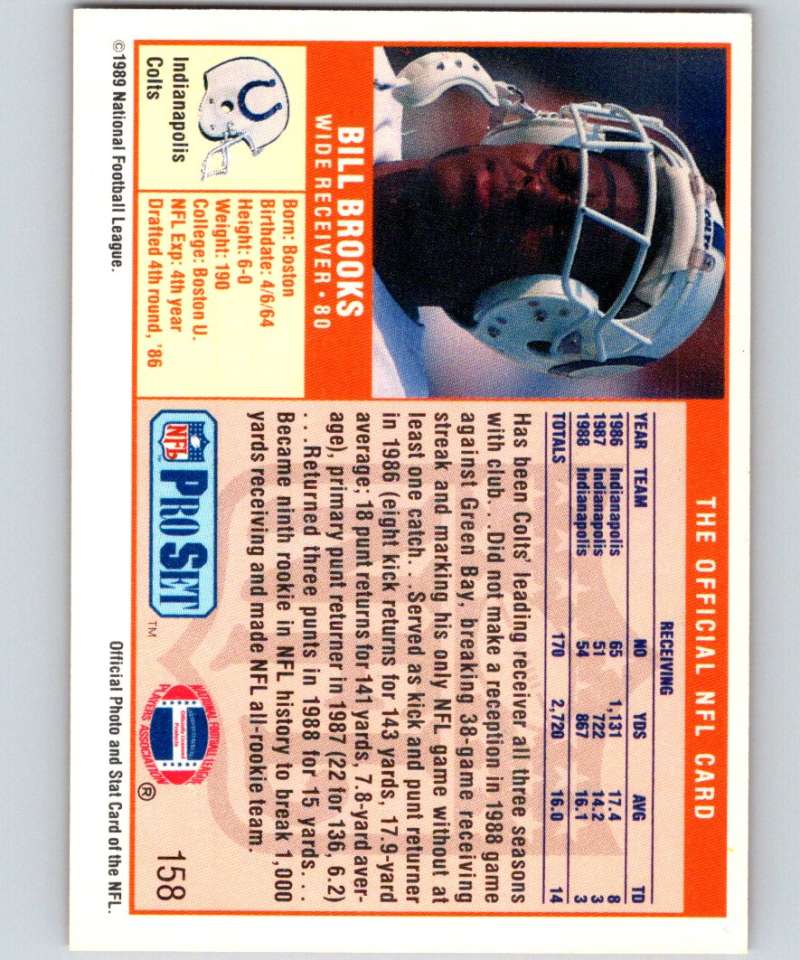 THE OFFICIAL NFL CARD
BILL BROOKS
WIDE RECEIVER • 80
Indianapolis
Colts
Born: Boston
Birthdate: 4/6/64
Height: 6-0
Weight: 190
College: Boston U.
NFL Exp: 4th year
Drafted 4th round, '86
RECEIVING
YEAR TEAM NO YDS AVG TD
1986 Indianapolis 65 1,131 17.4 8
1987 Indianapolis 51 722 14.2 3
1988 Indianapolis 54 867 16.1 3
TOTALS 170 2,720 16.0 14
Has been Colts' leading receiver all three seasons
with club. . . Did not make a reception in 1988 game
against Green Bay, breaking 38-game receiving
streak and marking his only NFL game without at
least one catch. . .Served as kick and punt returner
in 1986 (eight kick returns for 143 yards, 17.9-yard
average; 18 punt returns for 141 yards, 7.8-yard aver-
age), primary punt returner in 1987 (22 for 136, 6.2)
. . .Returned three punts in 1988 for 15 yards. . .
Became ninth rookie in NFL history to break 1,000
yards receiving and made NFL all-rookie team.
NFL PRO SET ™
NATIONAL FOOTBALL LEAGUE
PLAYERS ASSOCIATION ®
158
© 1989 National Football League.
Official Photo and Stat Card of the NFL.